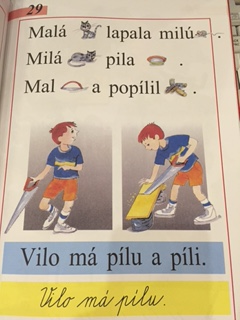 29
Malá lapala milú .
Milá pila .
Mal a popílil .
Vilo má pílu a píli.
Vilo má pílu.